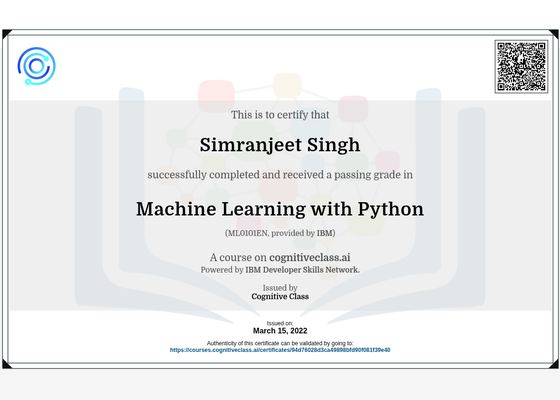 This is to certify that
Simranjeet Singh
successfully completed and received a passing grade in
Machine Learning with Python
(ML0101EN, provided by IBM)
A course on cognitiveclass.ai
Powered by IBM Developer Skills Network.
Issued by
Cognitive Class
Issued on:
March 15, 2022
Authenticity of this certificate can be validated by going to:
https://courses.cognitiveclass.ai/certificates/94d76028d3ca49898bfd90f081f39e40